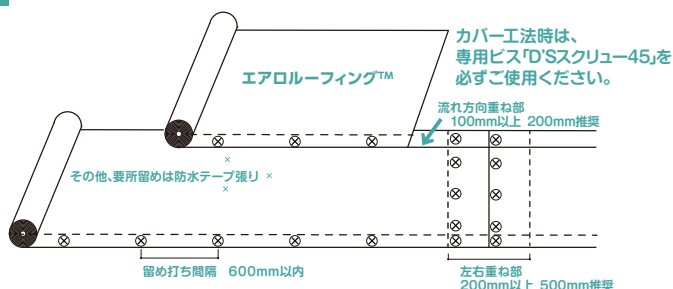 カバー工法時は、
専用ビス「D'Sスクリュー45」を
必ずご使用ください。
エアロルーフィング™
流れ方向重ね部
100mm以上 200mm推奨
その他、要所留めは防水テープ張り
留め打ち間隔 600mm以内
左右重ね部
200mm以上 500mm推奨